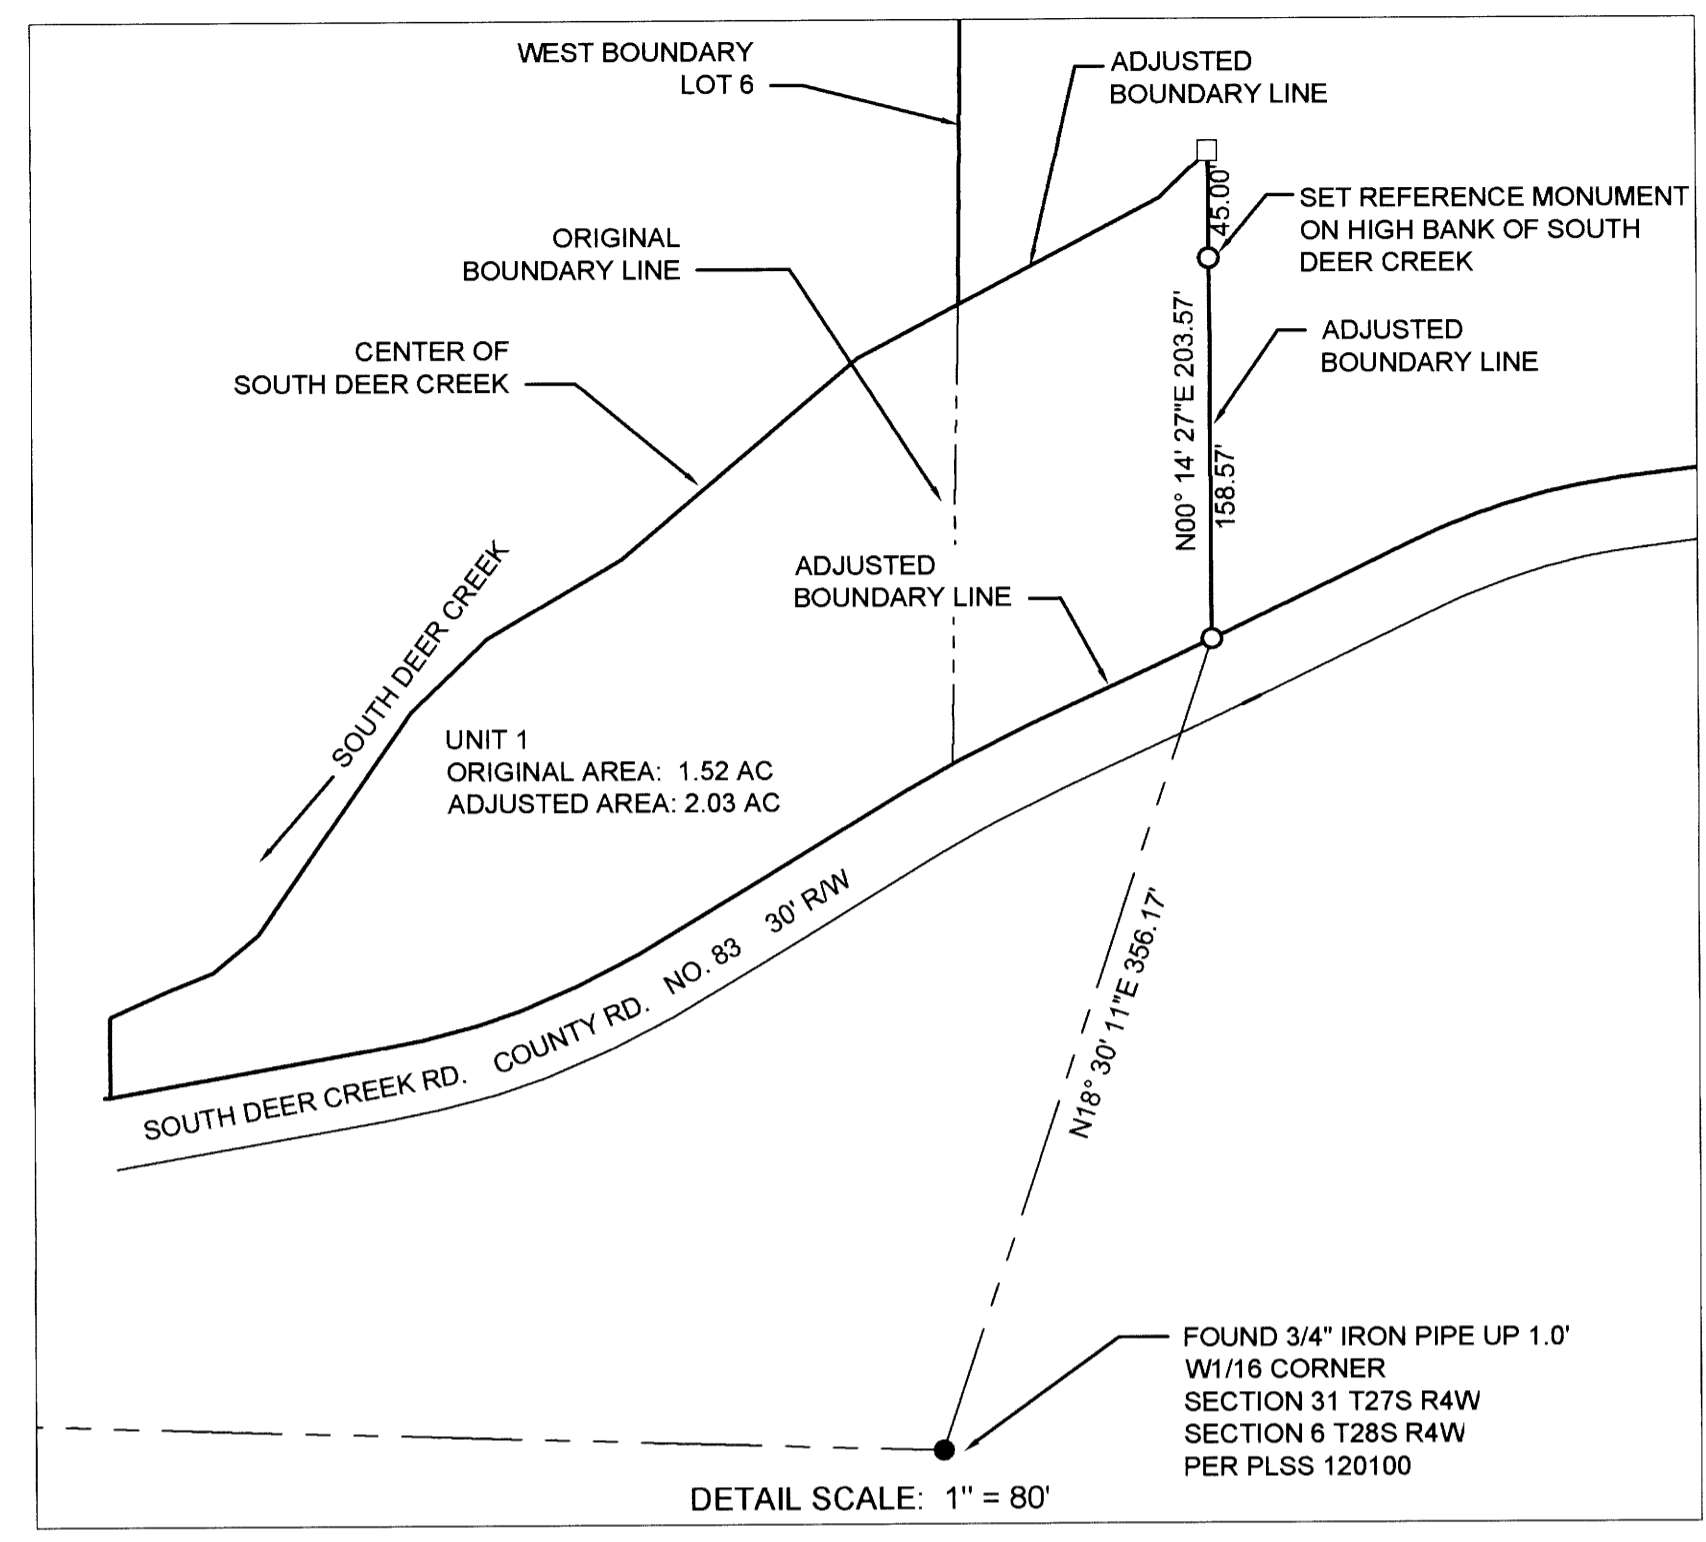 WEST BOUNDARY
LOT 6
ADJUSTED
BOUNDARY LINE
45.00'
SET REFERENCE MONUMENT
ON HIGH BANK OF SOUTH
DEER CREEK
ORIGINAL
BOUNDARY LINE
N00° 14' 27"E 203.57'
158.57'
ADJUSTED
BOUNDARY LINE
CENTER OF
SOUTH DEER CREEK
ADJUSTED
BOUNDARY LINE
SOUTH DEER CREEK
UNIT 1
ORIGINAL AREA: 1.52 AC
ADJUSTED AREA: 2.03 AC
SOUTH DEER CREEK RD. COUNTY RD. NO. 83 30' R/W
N18° 30' 11"E 356.17'
FOUND 3/4" IRON PIPE UP 1.0'
W1/16 CORNER
SECTION 31 T27S R4W
SECTION 6 T28S R4W
PER PLSS 120100
DETAIL SCALE: 1" = 80'